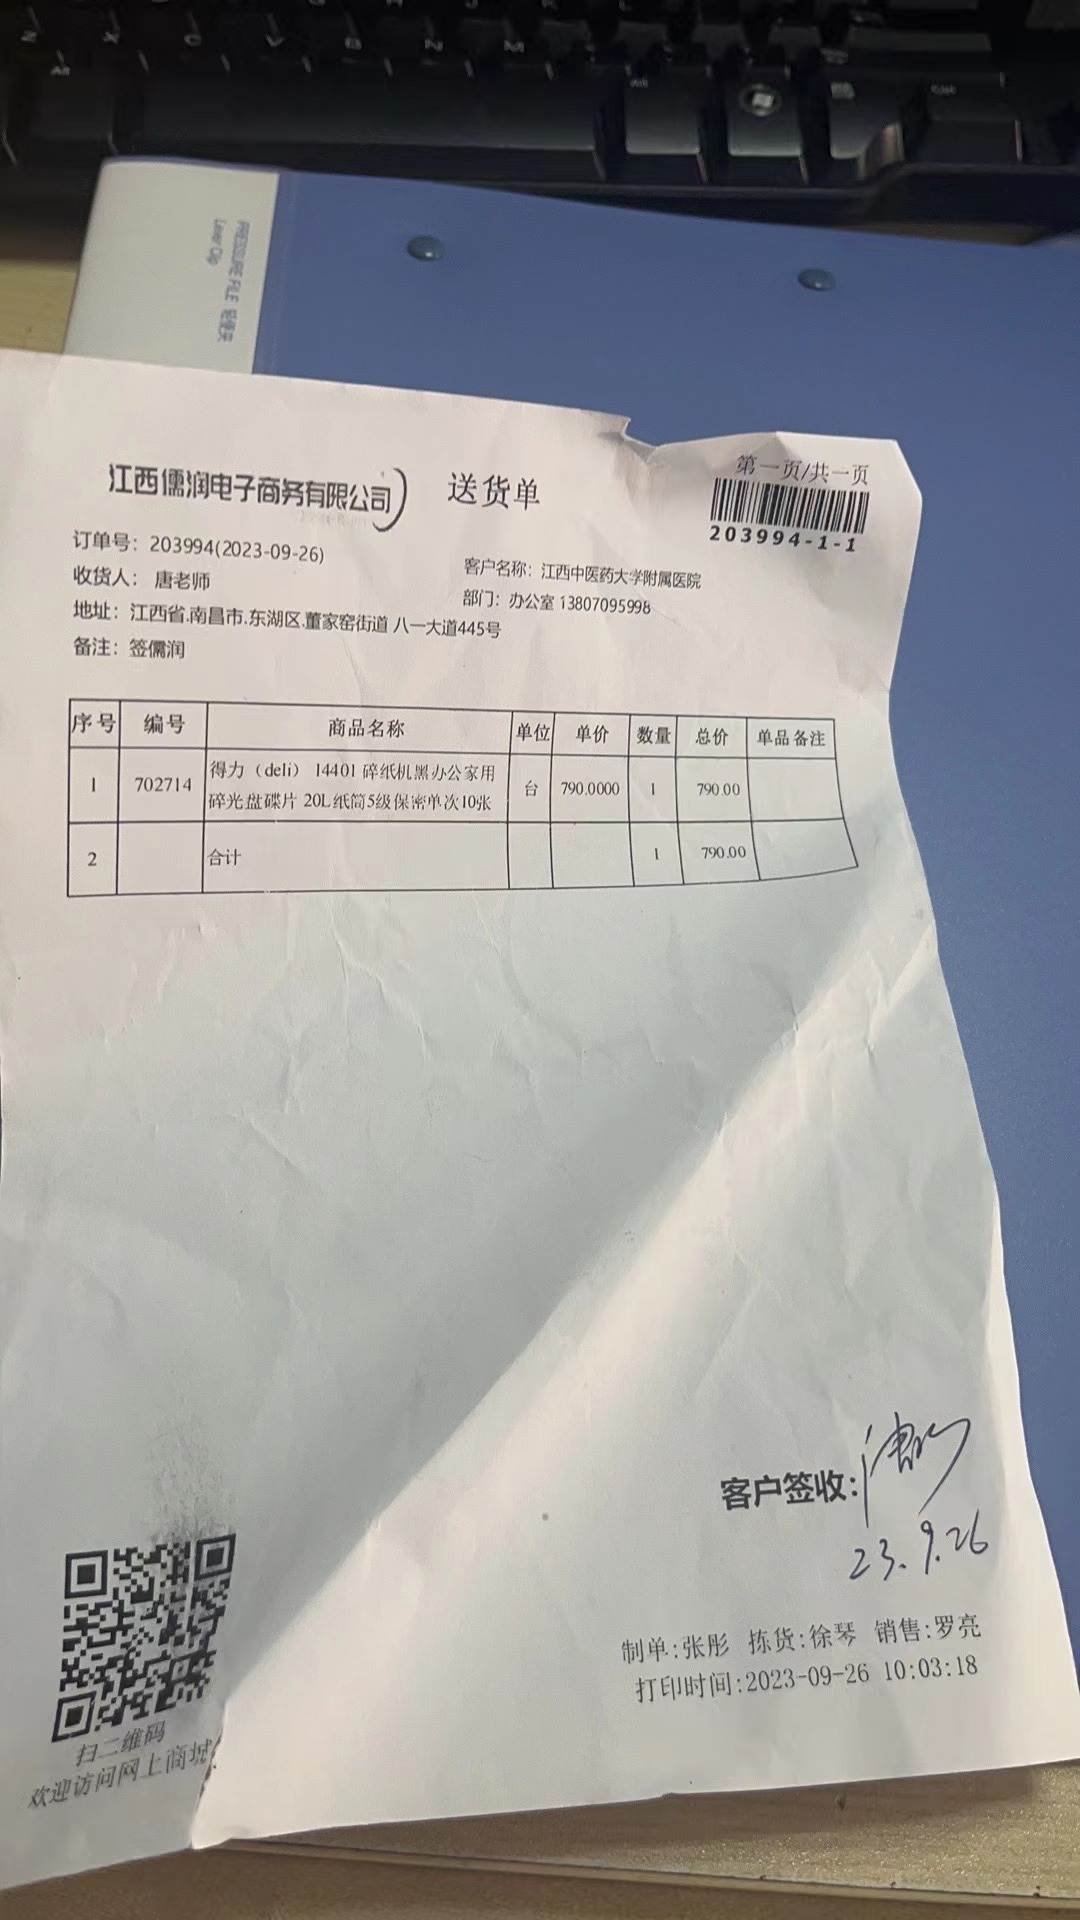 PRESSURE FILE
Lever Clip
江西儒润电子商务有限公司
送货单
第一页/共一页
203994-1-1
订单号：203994(2023-09-26)
收货人：唐老师
客户名称：江西中医药大学附属医院
部门：办公室 13807095998
地址：江西省.南昌市.东湖区.董家窑街道 八一大道445号
备注：签儒润
序号 编号 商品名称 单位 单价 数量 总价 单品备注
1 702714 得力（deli） 14401 碎纸机黑办公家用 台 790.0000 1 790.00
碎光盘碟片 20L纸筒5级保密单次10张
2 合计 1 790.00
客户签收:
23.9.26
制单:张彤 拣货:徐琴 销售:罗亮
打印时间:2023-09-26 10:03:18
扫二维码
欢迎访问网上商城